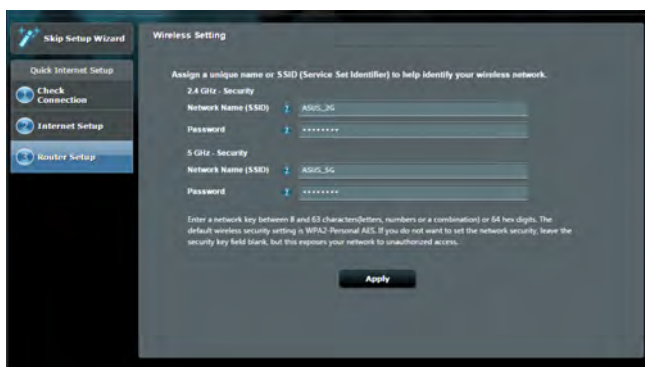 Skip Setup Wizard
Quick Internet Setup
1 Check
Connection
2 Internet Setup
3 Router Setup
Wireless Setting
Assign a unique name or SSID (Service Set Identifier) to help identify your wireless network.
2.4 GHz - Security
Network Name (SSID) ASUS_2G
Password ••••••••
5 GHz - Security
Network Name (SSID) ASUS_5G
Password ••••••••
Enter a network key between 8 and 63 characters(letters, numbers or a combination) or 64 hex digits. The
default wireless security setting is WPA2-Personal AES. If you do not want to set the network security, leave the
security key field blank, but this exposes your network to unauthorized access.
Apply